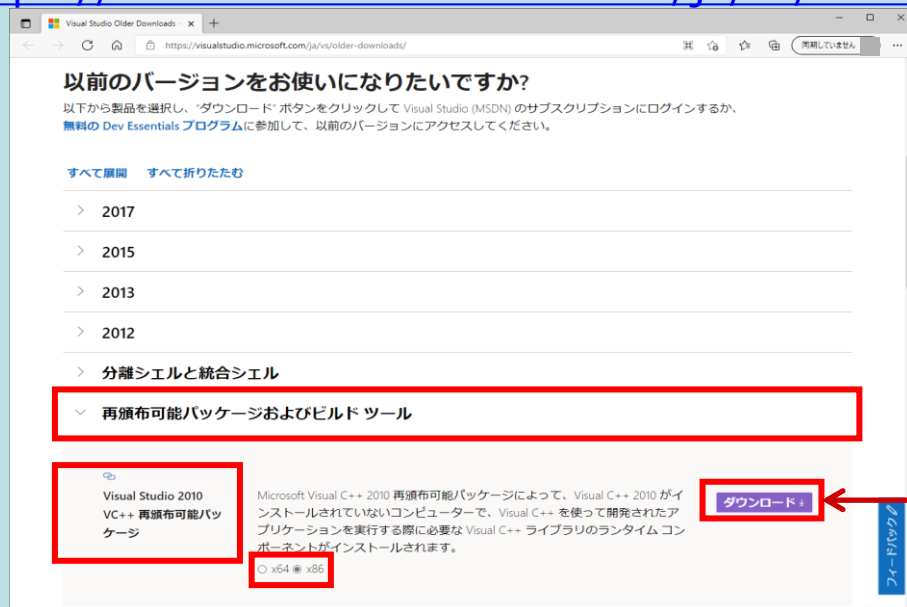 Visual Studio Older Downloads -
https://visualstudio.microsoft.com/ja/vs/older-downloads/
同期していません
以前のバージョンをお使いになりたいですか?
以下から製品を選択し、"ダウンロード" ボタンをクリックして Visual Studio (MSDN) のサブスクリプションにログインするか、
無料の Dev Essentials プログラムに参加して、以前のバージョンにアクセスしてください。
すべて展開 すべて折りたたむ
2017
2015
2013
2012
分離シェルと統合シェル
再頒布可能パッケージおよびビルド ツール
Visual Studio 2010
VC++ 再頒布可能パッ
ケージ
Microsoft Visual C++ 2010 再頒布可能パッケージによって、Visual C++ 2010 がイ
ンストールされていないコンピューターで、Visual C++ を使って開発されたア
プリケーションを実行する際に必要な Visual C++ ライブラリのランタイム コン
ポーネントがインストールされます。
x64 x86
ダウンロード
フィードバック